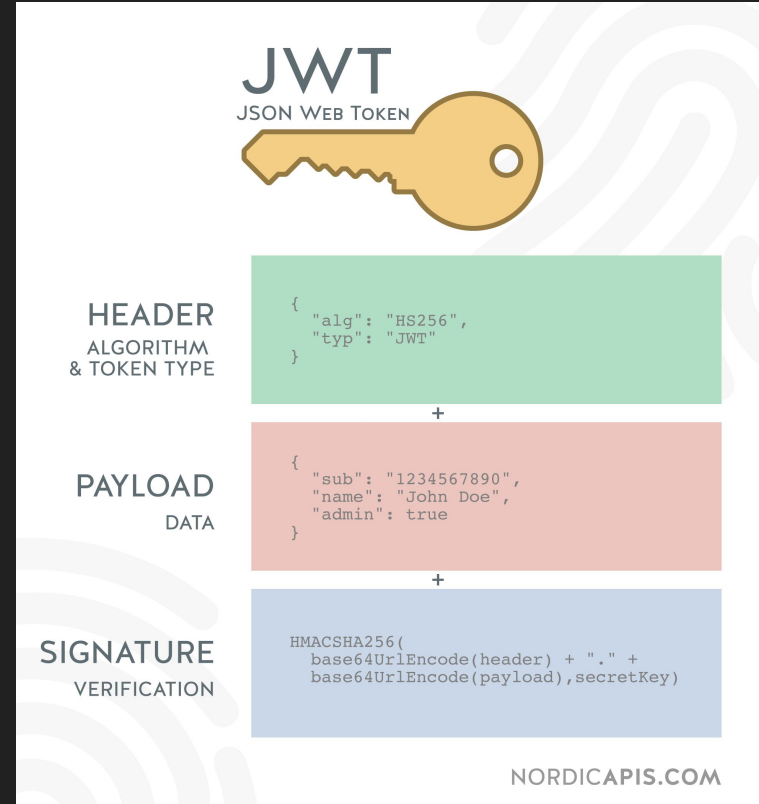 JWT
JSON WEB TOKEN
HEADER
ALGORITHM
& TOKEN TYPE
{
  "alg": "HS256",
  "typ": "JWT"
}
+
PAYLOAD
DATA
{
  "sub": "1234567890",
  "name": "John Doe",
  "admin": true
}
+
SIGNATURE
VERIFICATION
HMACSHA256(
  base64UrlEncode(header) + "." +
  base64UrlEncode(payload),secretKey)
NORDICAPIS.COM